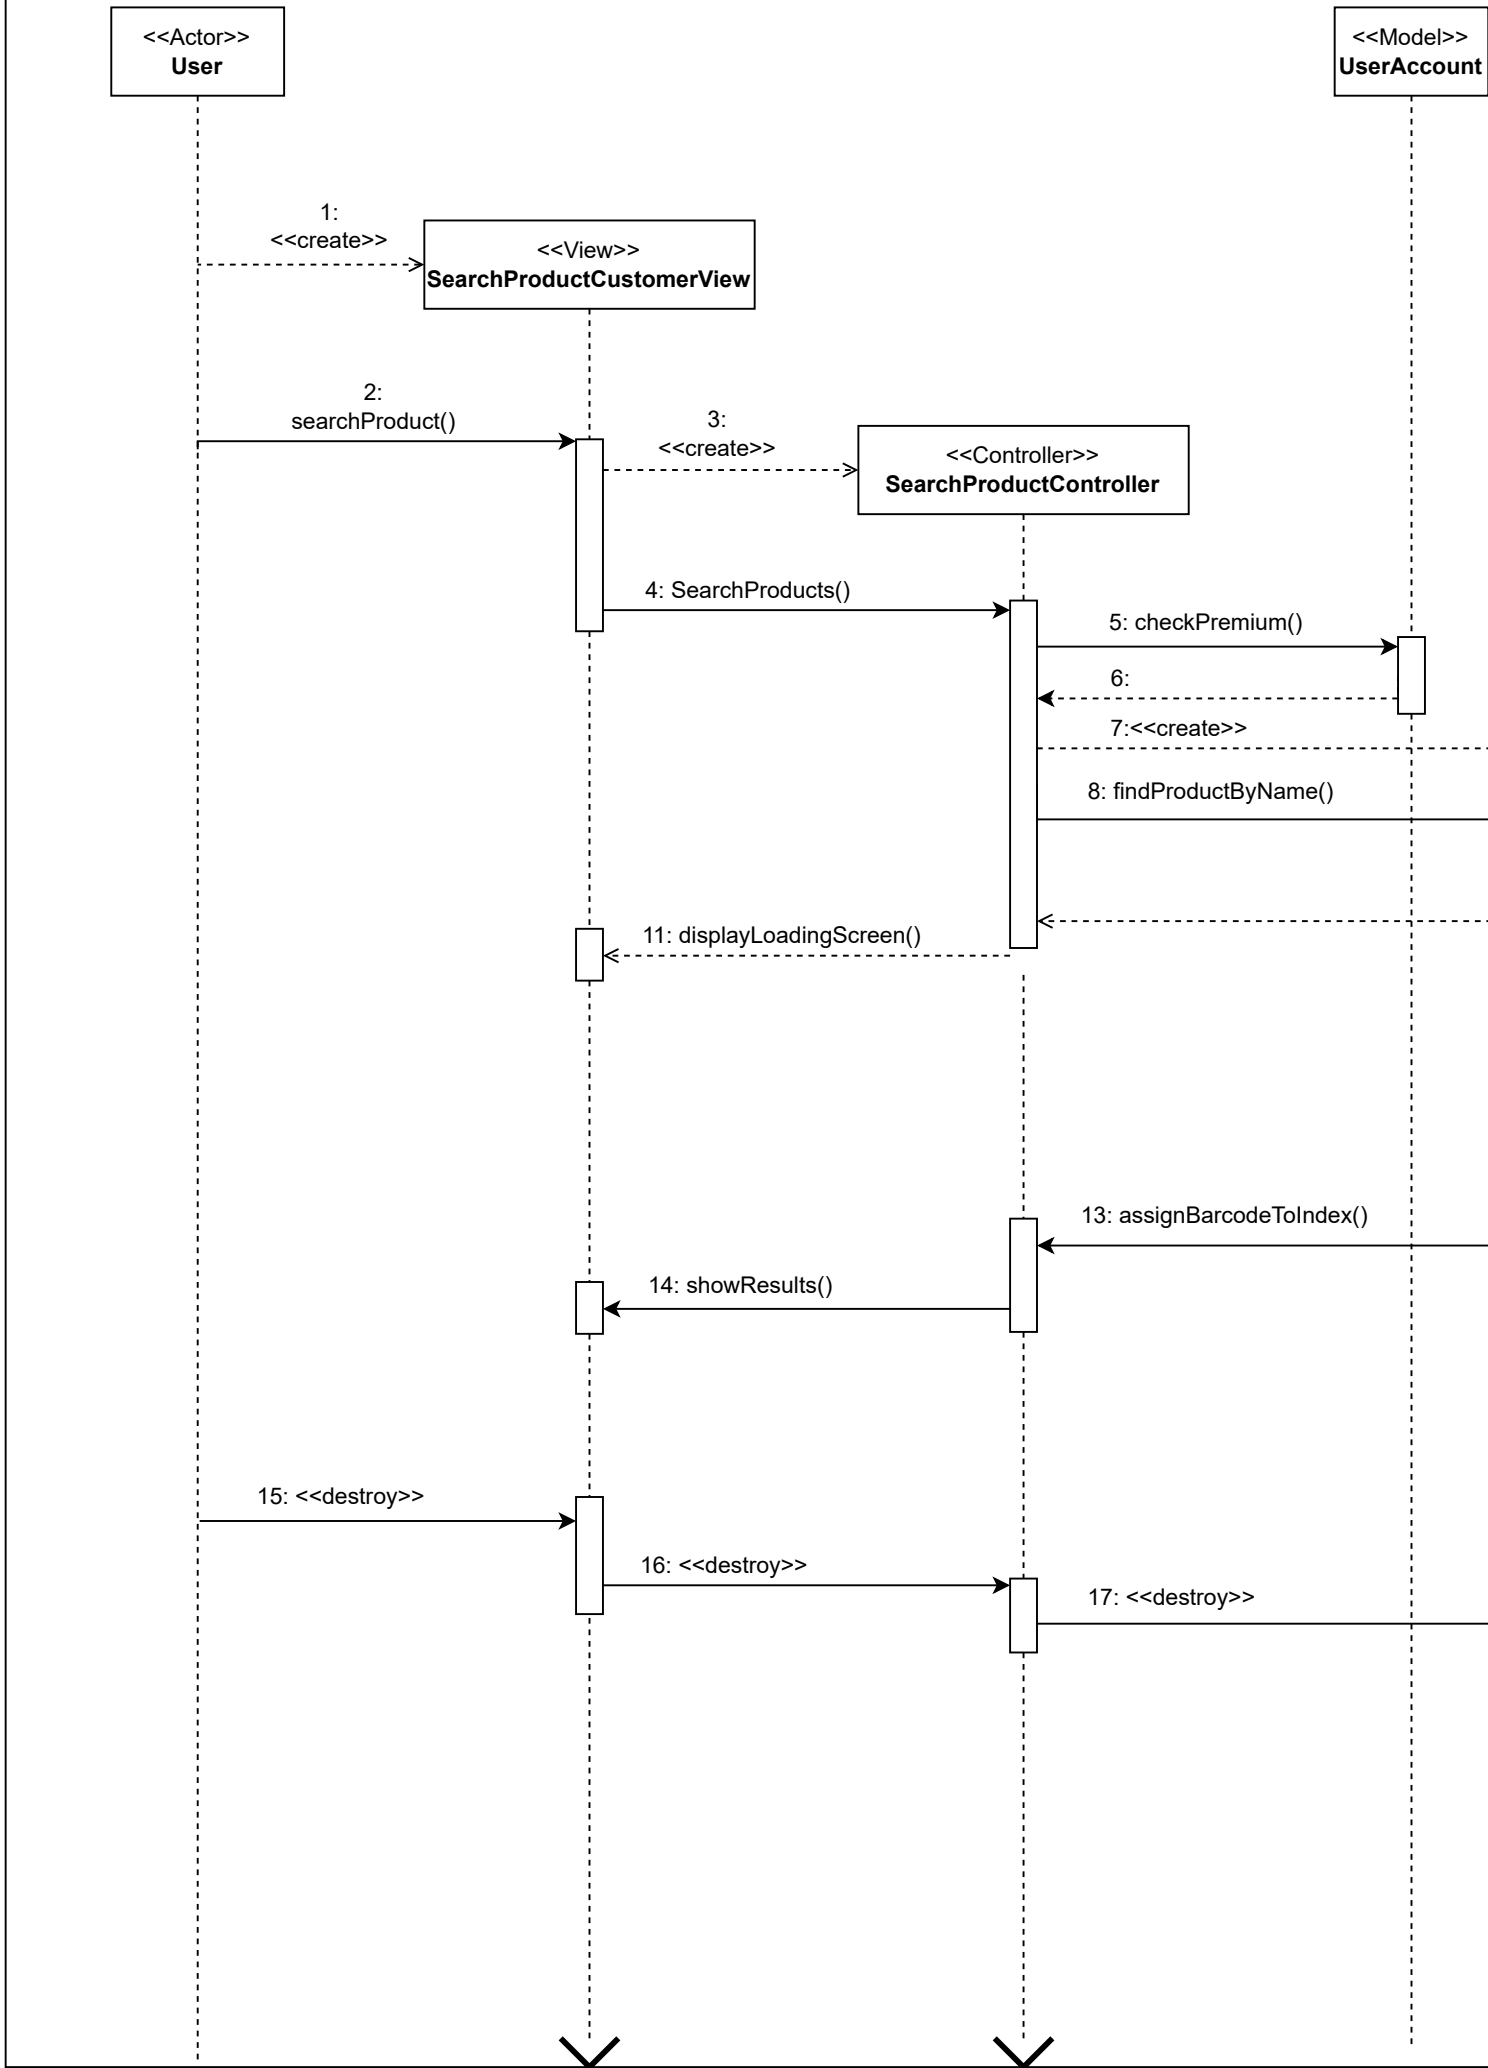 <<Actor>>
User
<<Model>>
UserAccount
1:
<<create>>
<<View>>
SearchProductCustomerView
2:
searchProduct()
3:
<<create>>
<<Controller>>
SearchProductController
4: SearchProducts()
5: checkPremium()
6:
7:<<create>>
8: findProductByName()
11: displayLoadingScreen()
13: assignBarcodeToIndex()
14: showResults()
15: <<destroy>>
16: <<destroy>>
17: <<destroy>>